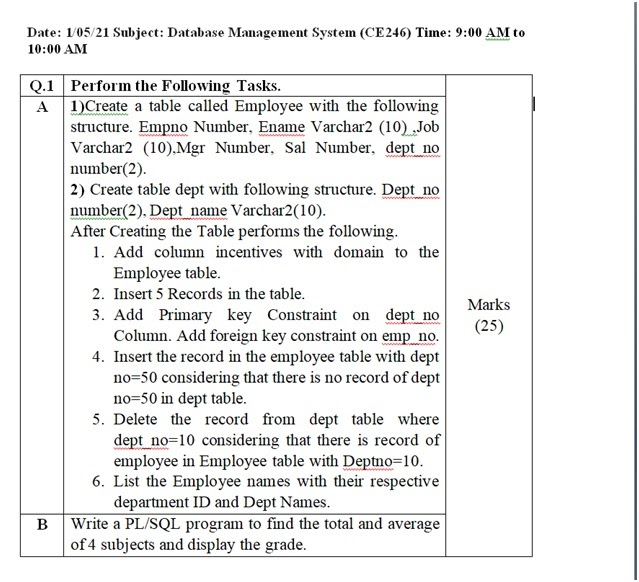 Date: 1/05/21 Subject: Database Management System (CE246) Time: 9:00 AM to
10:00 AM
Q.1 Perform the Following Tasks.
A 1)Create a table called Employee with the following
structure. Empno Number, Ename Varchar2 (10) ,Job
Varchar2 (10),Mgr Number, Sal Number, dept_no
number(2).
2) Create table dept with following structure. Dept_no
number(2), Dept_name Varchar2(10).
After Creating the Table performs the following.
1. Add column incentives with domain to the
Employee table.
2. Insert 5 Records in the table.
3. Add Primary key Constraint on dept_no
Column. Add foreign key constraint on emp_no.
4. Insert the record in the employee table with dept
no=50 considering that there is no record of dept
no=50 in dept table.
5. Delete the record from dept table where
dept_no=10 considering that there is record of
employee in Employee table with Deptno=10.
6. List the Employee names with their respective
department ID and Dept Names.
Marks
(25)
B Write a PL/SQL program to find the total and average
of 4 subjects and display the grade.